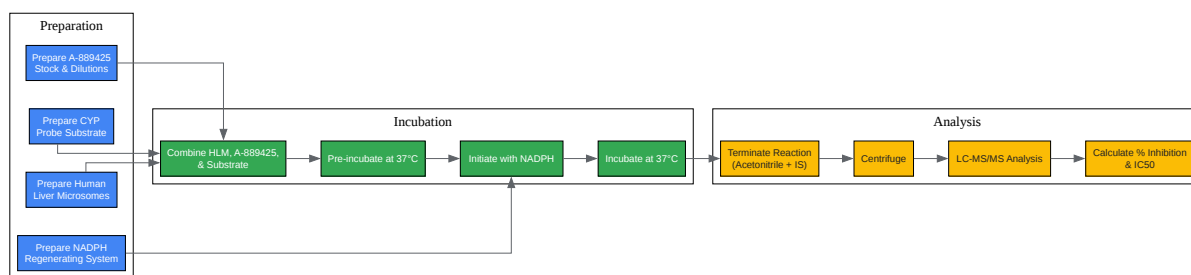 Preparation
Prepare A-889425
Stock & Dilutions
Prepare CYP
Probe Substrate
Prepare Human
Liver Microsomes
Prepare NADPH
Regenerating System
Incubation
Combine HLM, A-889425,
& Substrate
Pre-incubate at 37°C
Initiate with NADPH
Incubate at 37°C
Analysis
Terminate Reaction
(Acetonitrile + IS)
Centrifuge
LC-MS/MS Analysis
Calculate % Inhibition
& IC50